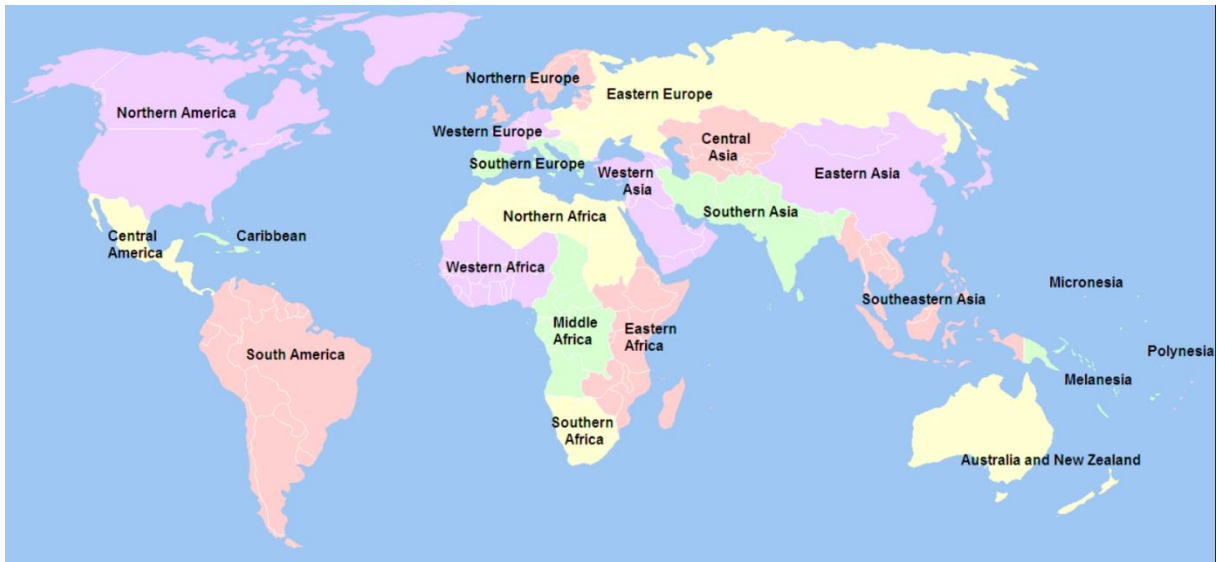 Northern Europe
Eastern Europe
Northern America
Western Europe
Central
Asia
Southern Europe
Western
Asia
Eastern Asia
Southern Asia
Northern Africa
Central
America
Caribbean
Western Africa
Micronesia
Southeastern Asia
Middle
Africa
Eastern
Africa
South America
Polynesia
Melanesia
Southern
Africa
Australia and New Zealand